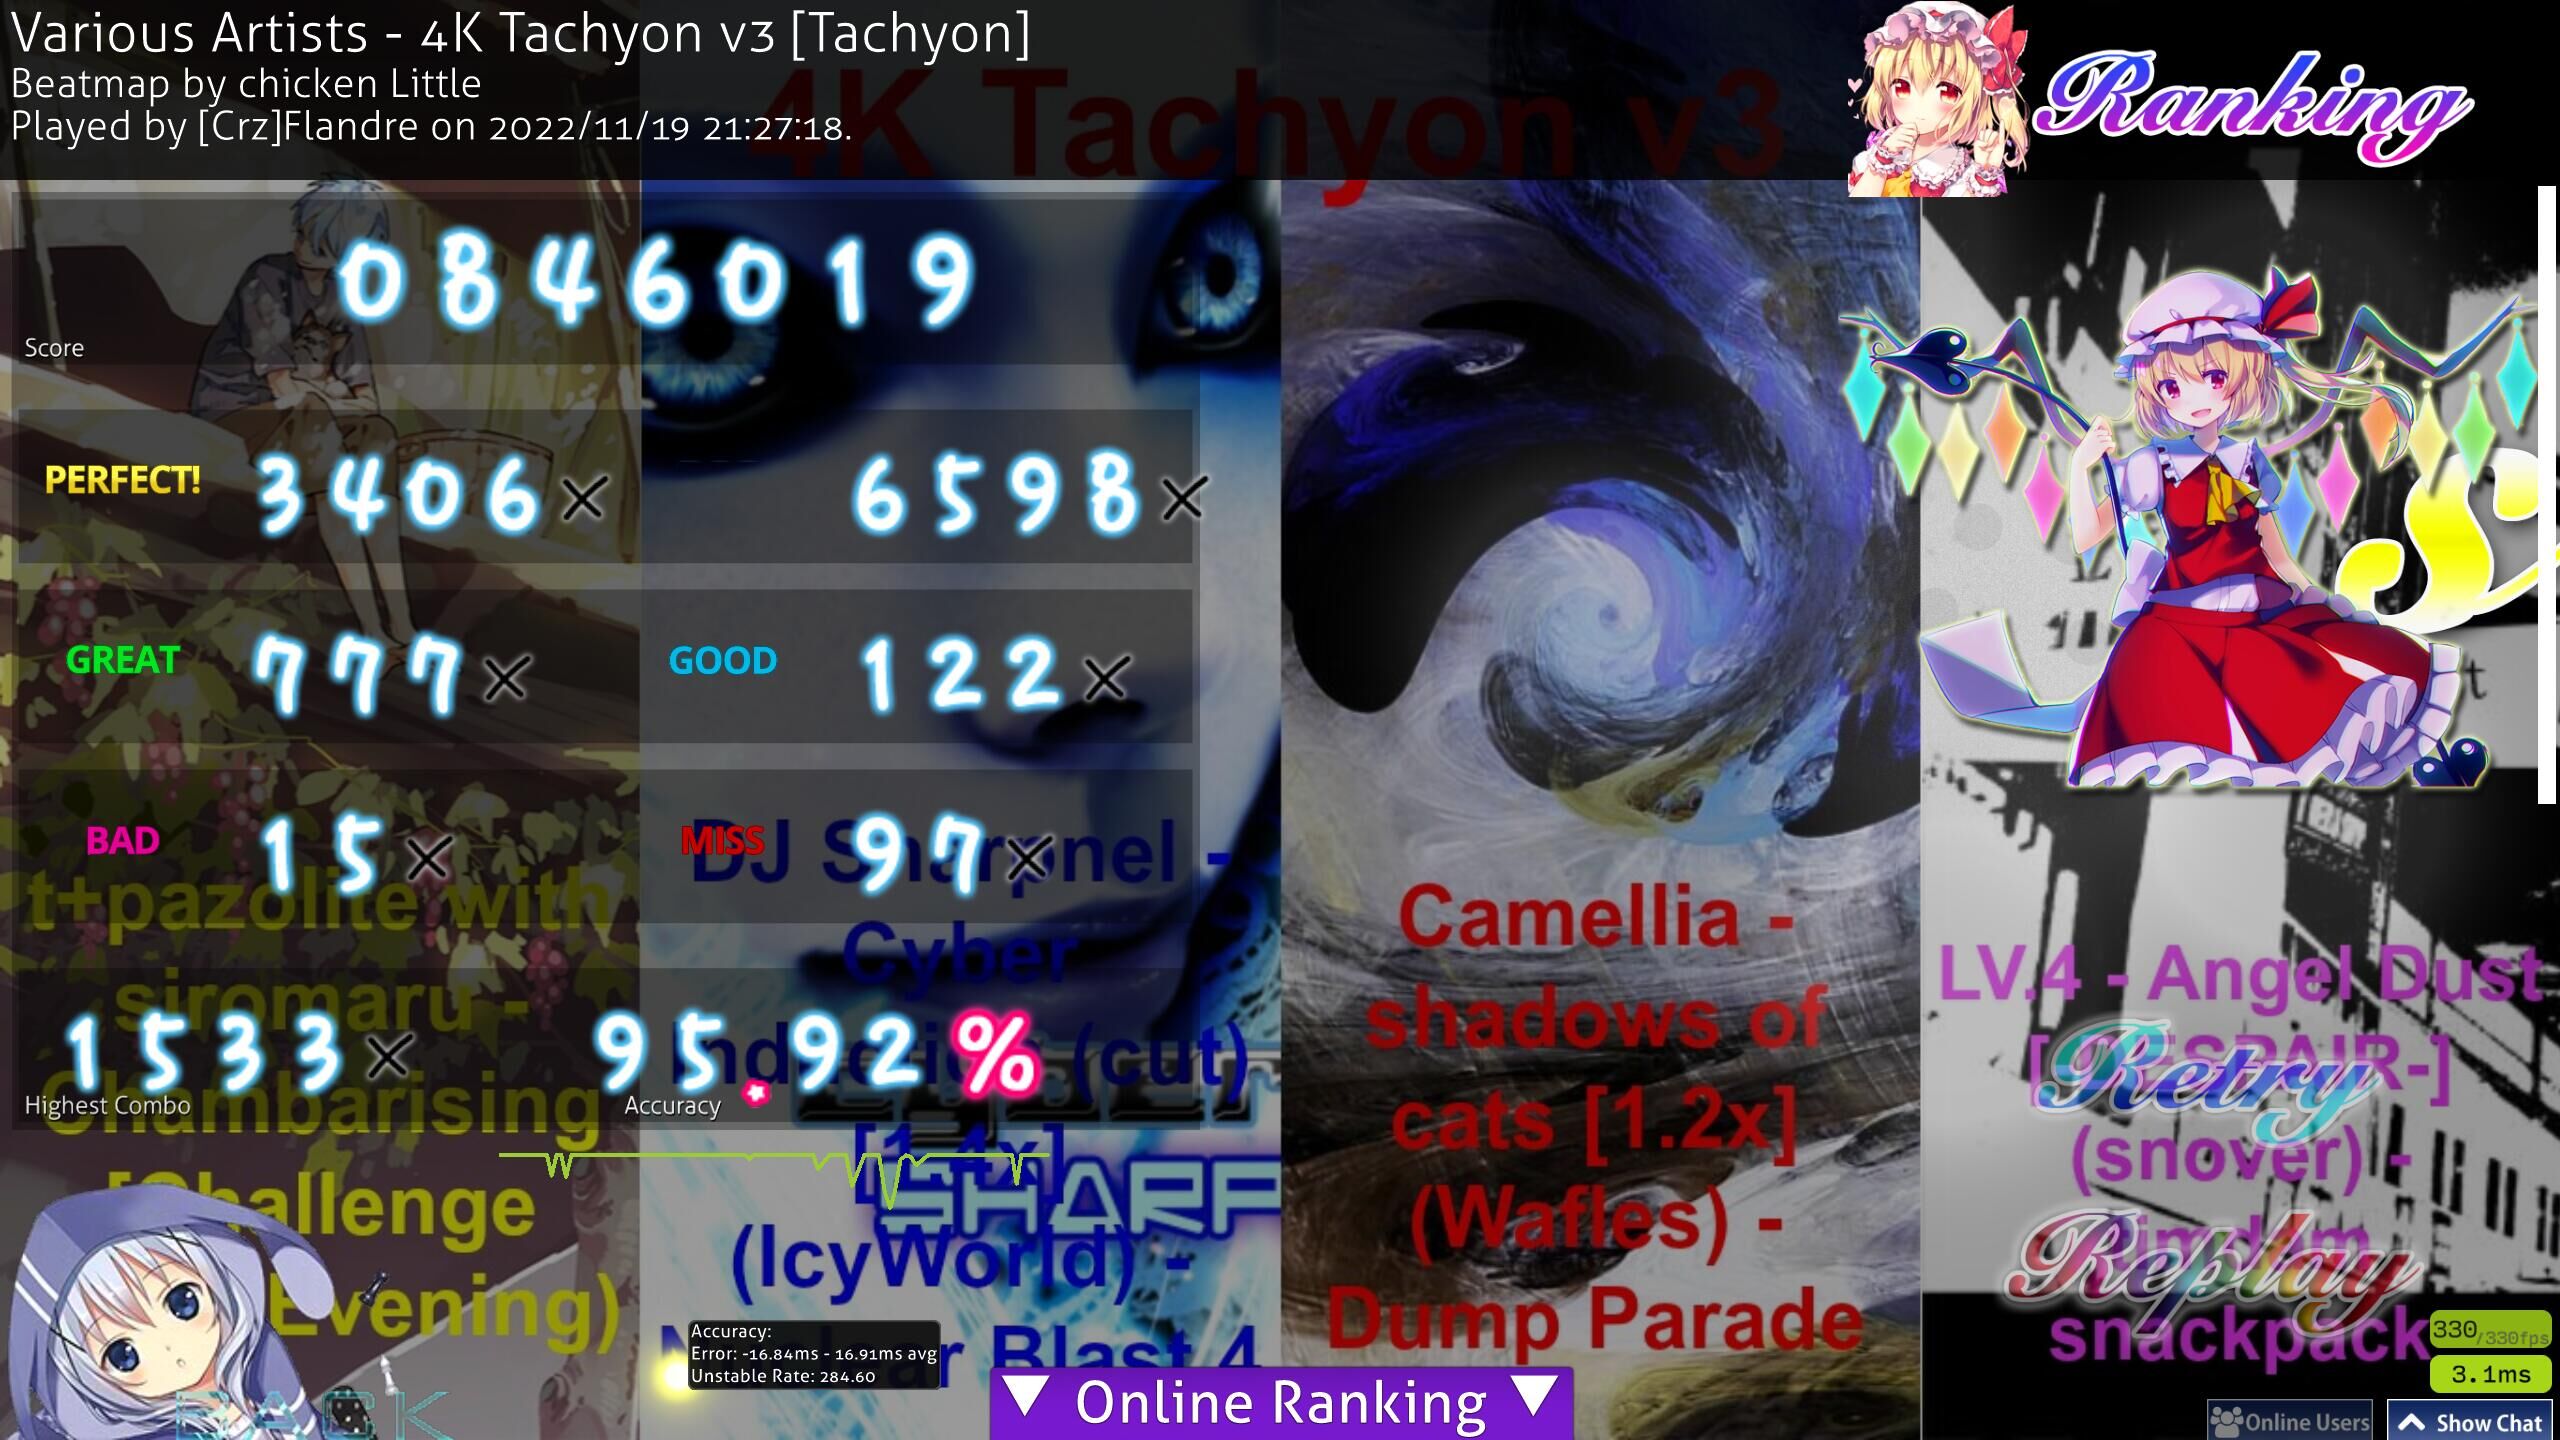 Various Artists - 4K Tachyon v3 [Tachyon]
Beatmap by chicken Little
Played by [Crz]Flandre on 2022/11/19 21:27:18.
4K Tachyon v3
Ranking
0846019
Score
PERFECT! 3406× 6598×
GREAT 777× GOOD 122×
BAD 15× MISS 97×
1533× 95.92%
Highest Combo Accuracy
S
t+pazolite with
siromaru -
Chambarising
[Challenge
Evening)
DJ Sharpnel -
Cyber
(cut)
[1.4x]
(IcyWorld) -
Nuclear Blast 4
SHARP
Camellia -
shadows of
cats [1.2x]
(Wafles) -
Dump Parade
LV.4 - Angel Dust
(snover) -
snackpack
Retry
Replay
BACK
Accuracy:
Error: -16.84ms - 16.91ms avg
Unstable Rate: 284.60
Online Ranking
330/330fps
3.1ms
Online Users
Show Chat